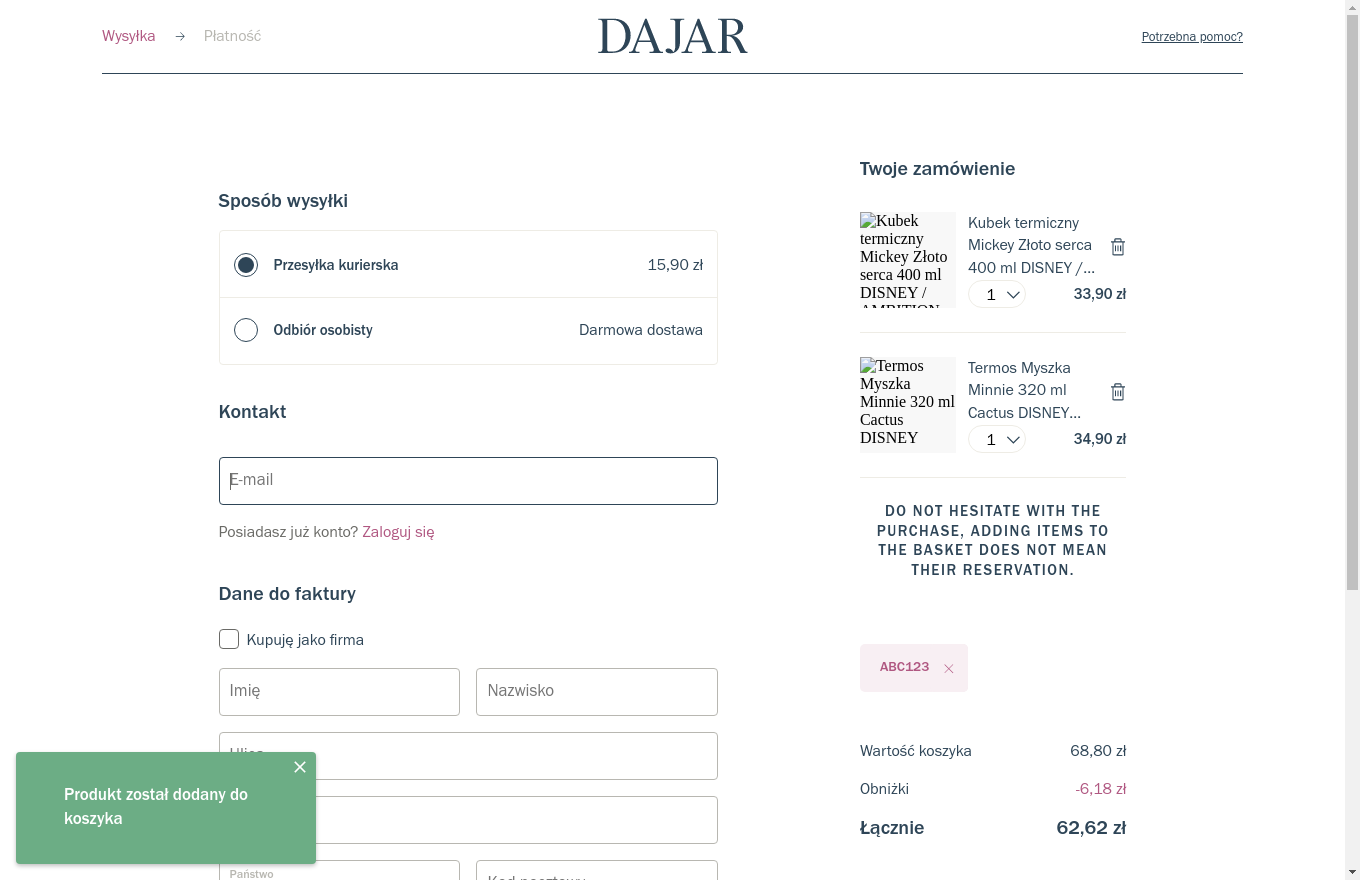 Wysyłka → Płatność
DAJAR
Potrzebna pomoc?
Sposób wysyłki
Przesyłka kurierska 15,90 zł
Odbiór osobisty Darmowa dostawa
Kontakt
E-mail
Posiadasz już konto? Zaloguj się
Dane do faktury
Kupuję jako firma
Imię Nazwisko
Państwo
Produkt został dodany do
koszyka
Twoje zamówienie
Kubek
termiczny
Mickey Złoto
serca 400 ml
DISNEY /
AMBITION
Kubek termiczny
Mickey Złoto serca
400 ml DISNEY /...
1 33,90 zł
Termos
Myszka
Minnie 320 ml
Cactus
DISNEY
Termos Myszka
Minnie 320 ml
Cactus DISNEY...
1 34,90 zł
DO NOT HESITATE WITH THE
PURCHASE, ADDING ITEMS TO
THE BASKET DOES NOT MEAN
THEIR RESERVATION.
ABC123
Wartość koszyka 68,80 zł
Obniżki -6,18 zł
Łącznie 62,62 zł